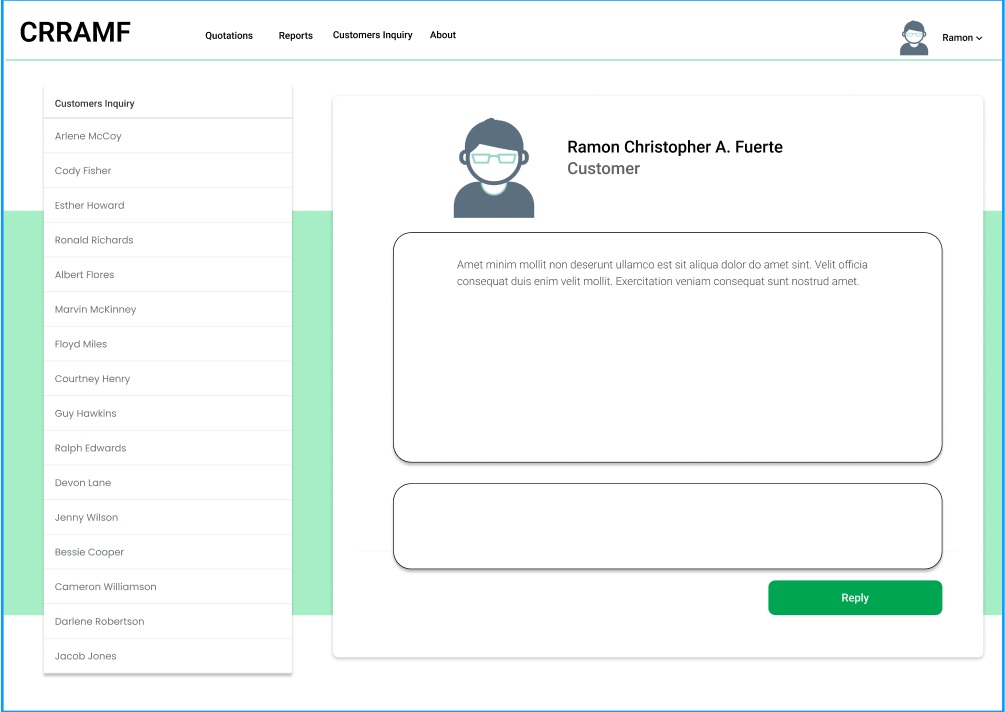 CRRAMF
Quotations
Reports
Customers Inquiry
About
Ramon
Customers Inquiry
Arlene McCoy
Cody Fisher
Esther Howard
Ronald Richards
Albert Flores
Marvin McKinney
Floyd Miles
Courtney Henry
Guy Hawkins
Ralph Edwards
Devon Lane
Jenny Wilson
Bessie Cooper
Cameron Williamson
Darlene Robertson
Jacob Jones
Ramon Christopher A. Fuerte
Customer
Amet minim mollit non deserunt ullamco est sit aliqua dolor do amet sint. Velit officia
consequat duis enim velit mollit. Exercitation veniam consequat sunt nostrud amet.
Reply